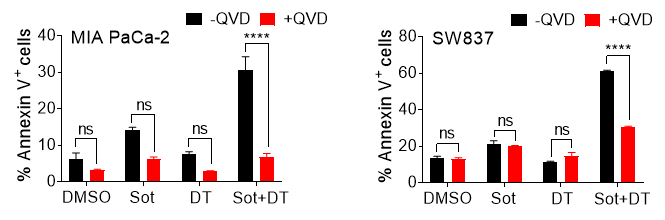 -QVD +QVD
MIA PaCa-2
% Annexin V+ cells
40
30
20
10
0
ns
ns
ns
****
DMSO Sot DT Sot+DT
-QVD +QVD
SW837
% Annexin V+ cells
80
60
40
20
0
ns
ns
ns
****
DMSO Sot DT Sot+DT